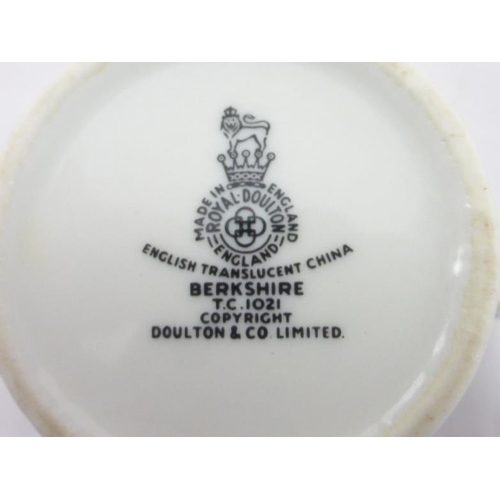 MADE IN ENGLAND
ROYAL·DOULTON
ENGLAND
ENGLISH TRANSLUCENT CHINA
BERKSHIRE
T.C.1021
COPYRIGHT
DOULTON & CO. LIMITED.